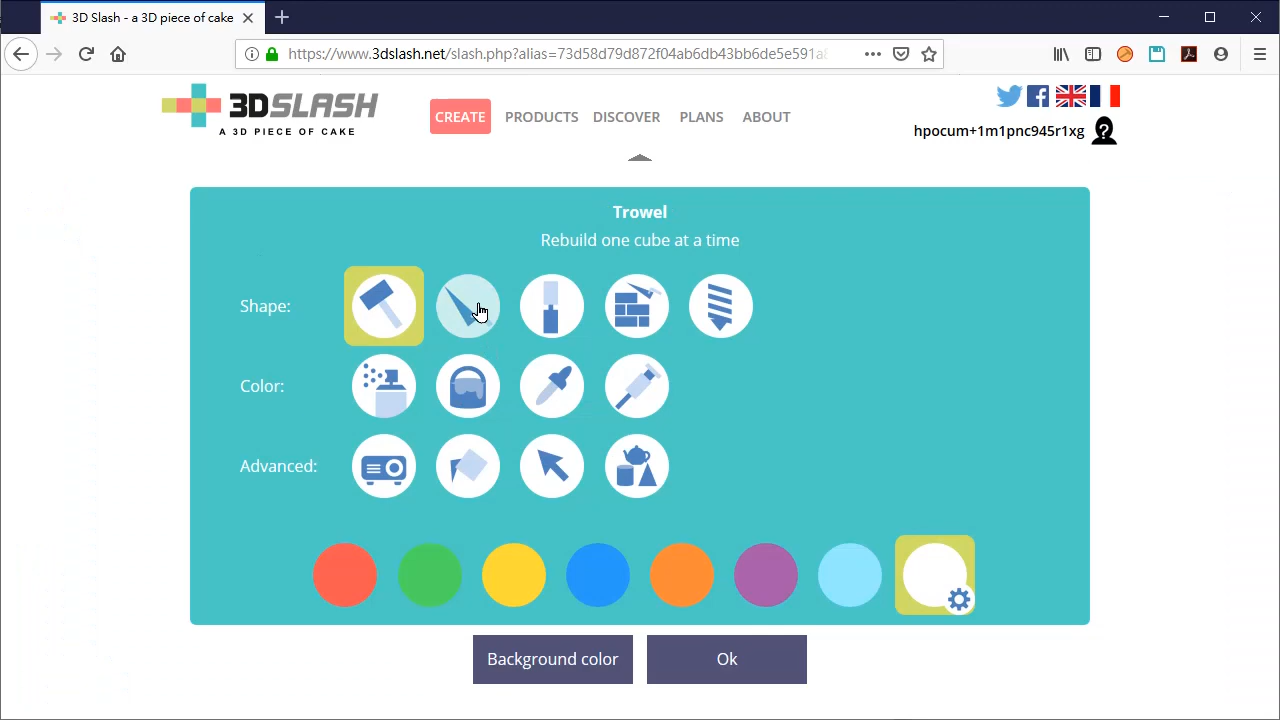 3D Slash - a 3D piece of cake
https://www.3dslash.net/slash.php?alias=73d58d79d872f04ab6db43bb6de5e591a
3DSLASH
A 3D PIECE OF CAKE
CREATE PRODUCTS DISCOVER PLANS ABOUT
hpocum+1m1pnc945r1xg
Trowel
Rebuild one cube at a time
Shape:
Color:
Advanced:
Background color Ok